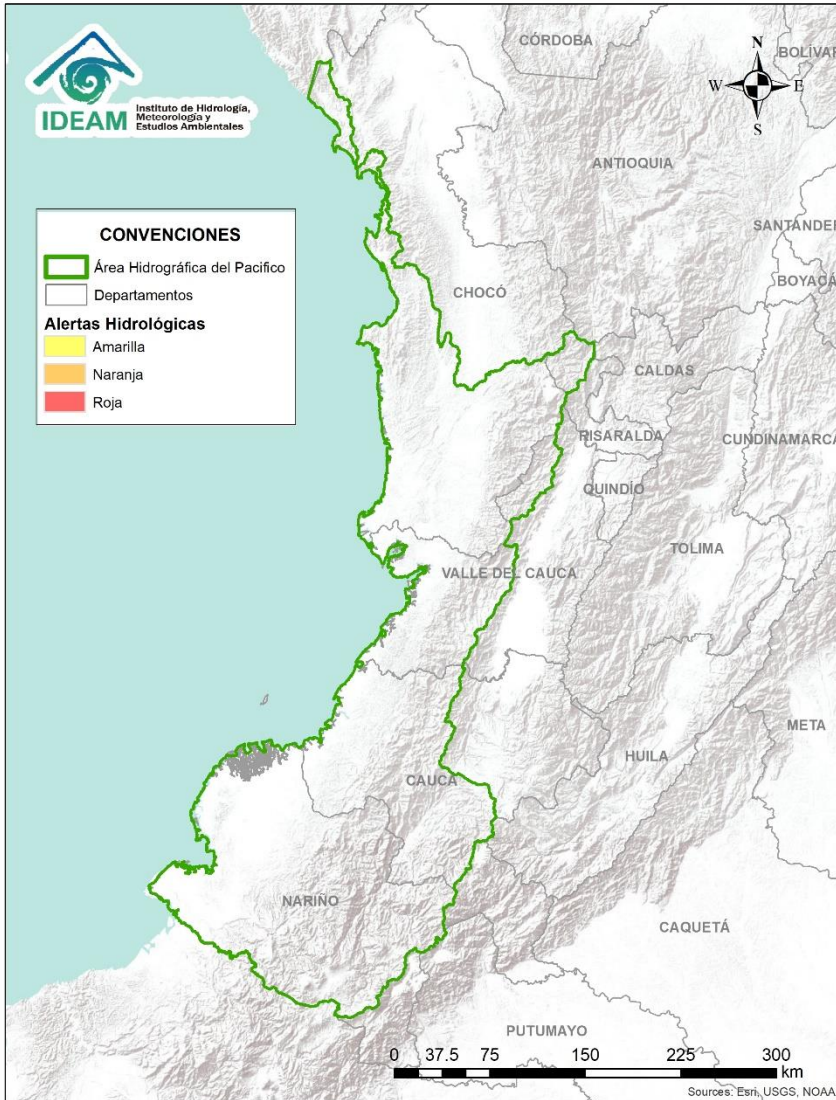 IDEAM
Instituto de Hidrología,
Meteorología y
Estudios Ambientales
CÓRDOBA
BOLÍVAR
N
W
E
S
ANTIOQUIA
SANTANDER
BOYACÁ
CONVENCIONES
Área Hidrográfica del Pacifico
Departamentos
Alertas Hidrológicas
Amarilla
Naranja
Roja
CHOCÓ
CALDAS
RISARALDA
CUNDINAMARCA
QUINDÍO
TOLIMA
VALLE DEL CAUCA
META
HUILA
CAUCA
NARIÑO
CAQUETÁ
PUTUMAYO
0 37.5 75 150 225 300
km
Sources: Esri, USGS, NOAA